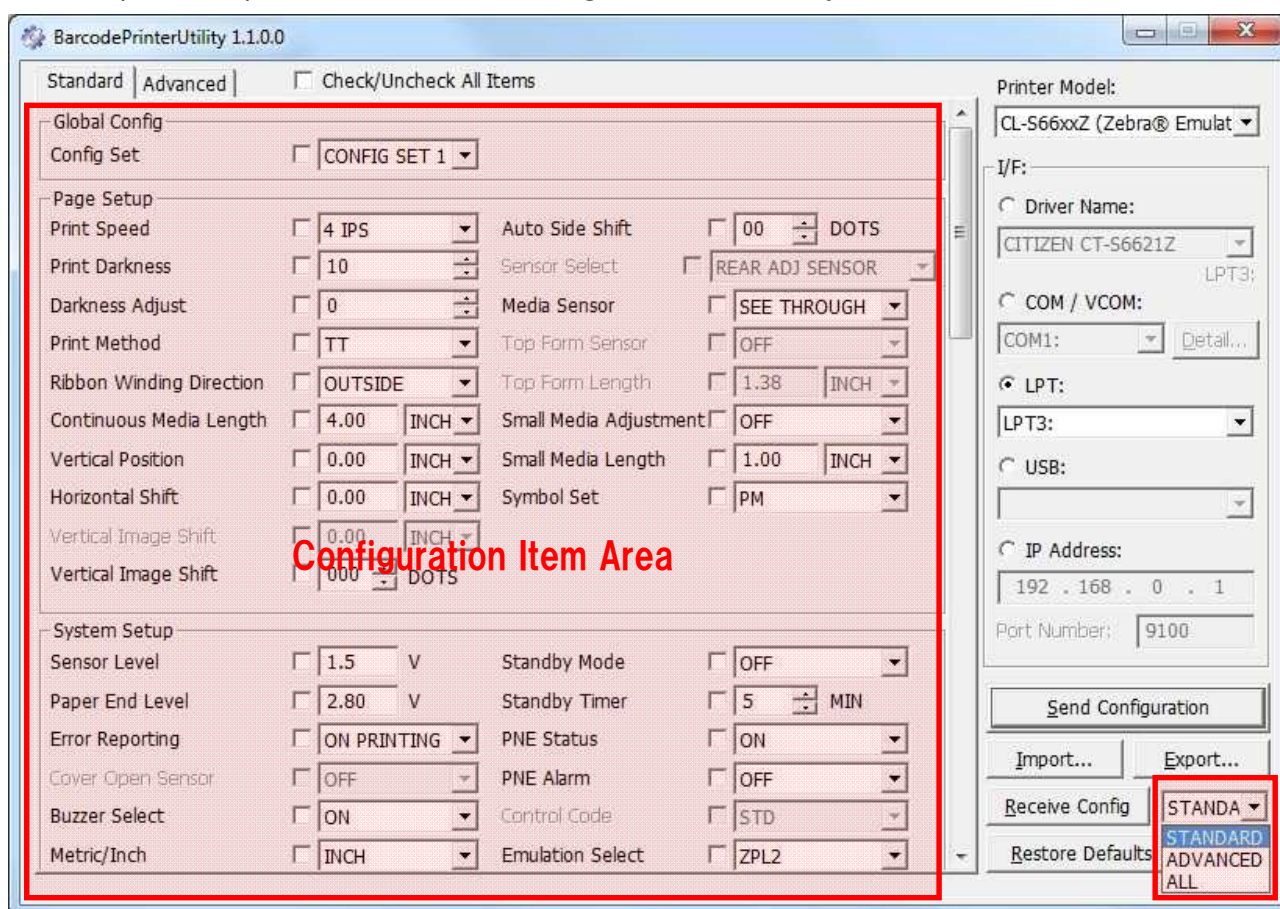 BarcodePrinterUtility 1.1.0.0
Standard Advanced Check/Uncheck All Items
Global Config
Config Set CONFIG SET 1
Page Setup
Print Speed 4 IPS Auto Side Shift 00 DOTS
Print Darkness 10 Sensor Select REAR ADJ SENSOR
Darkness Adjust 0 Media Sensor SEE THROUGH
Print Method TT Top Form Sensor OFF
Ribbon Winding Direction OUTSIDE Top Form Length 1.38 INCH
Continuous Media Length 4.00 INCH Small Media Adjustment OFF
Vertical Position 0.00 INCH Small Media Length 1.00 INCH
Horizontal Shift 0.00 INCH Symbol Set PM
Vertical Image Shift 0.00 INCH
Configuration Item Area
Vertical Image Shift 000 DOTS
System Setup
Sensor Level 1.5 V Standby Mode OFF
Paper End Level 2.80 V Standby Timer 5 MIN
Error Reporting ON PRINTING PNE Status ON
Cover Open Sensor OFF PNE Alarm OFF
Buzzer Select ON Control Code STD
Metric/Inch INCH Emulation Select ZPL2
Printer Model:
CL-S66xxZ (Zebra® Emulat
I/F:
Driver Name:
CITIZEN CT-S6621Z
LPT3:
COM / VCOM:
COM1: Detail...
LPT:
LPT3:
USB:
IP Address:
192 . 168 . 0 . 1
Port Number: 9100
Send Configuration
Import... Export...
Receive Config STANDA
STANDARD
Restore Defaults ADVANCED
ALL